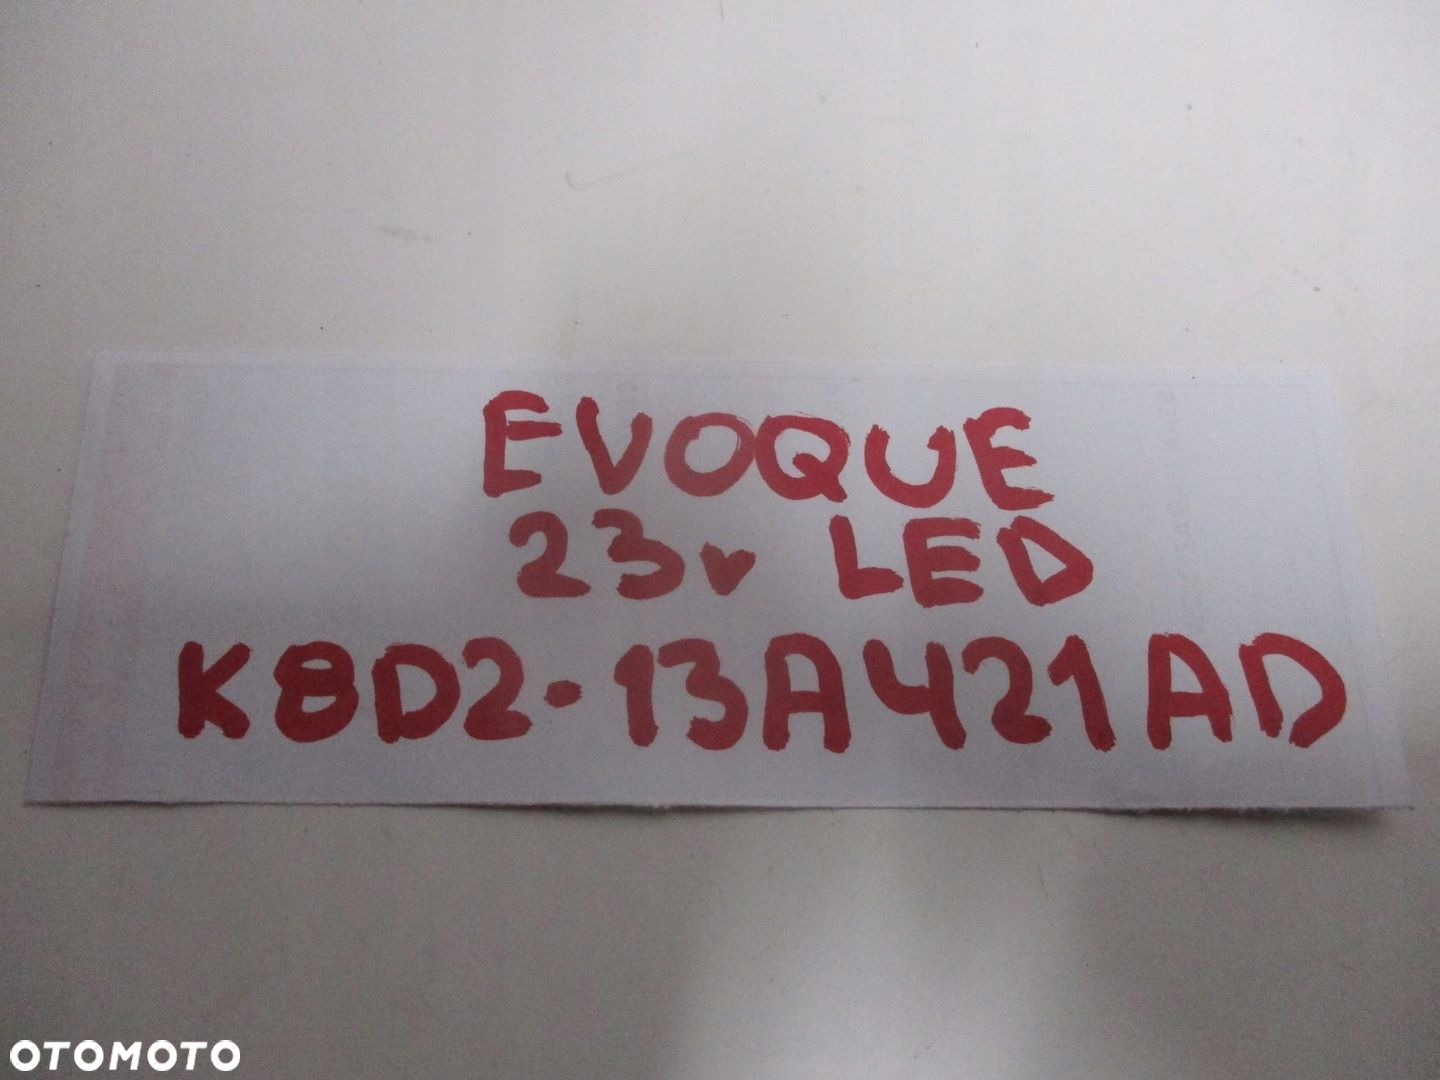 EVOQUE
23r LED
K8D2-13A421AD
OTOMOTO